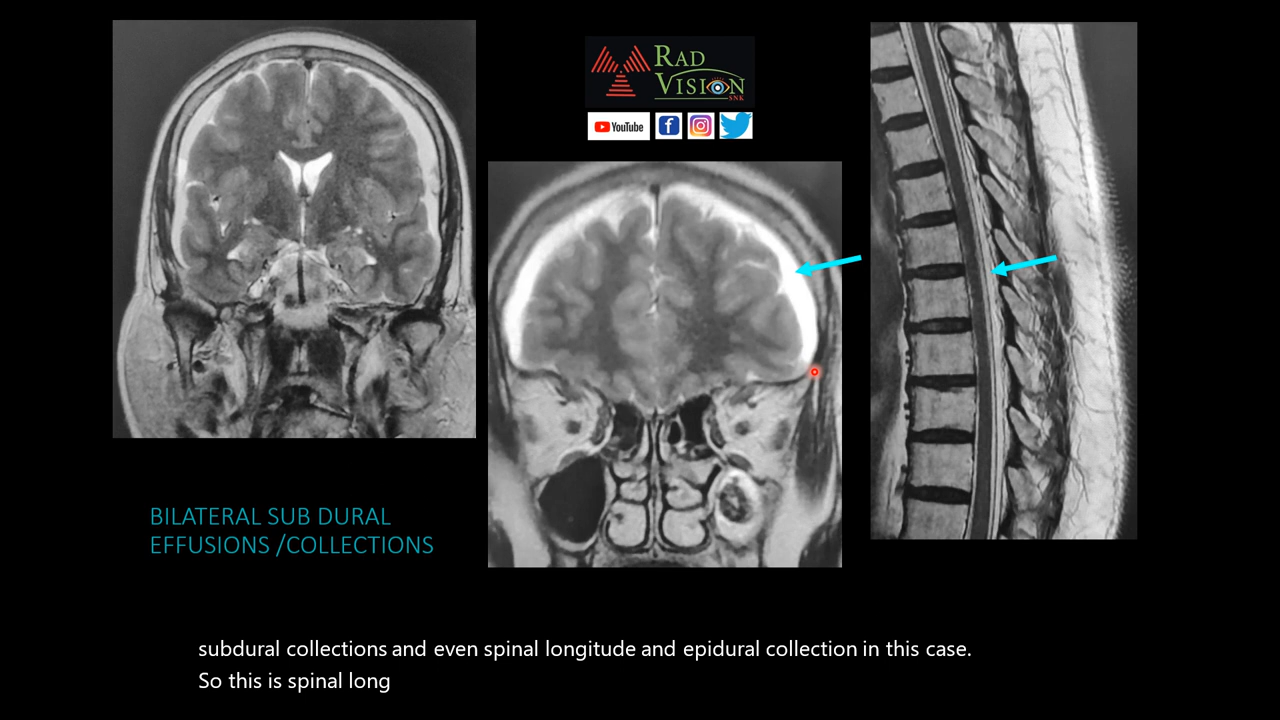 RAD
VISION
SNK
YouTube
BILATERAL SUB DURAL
EFFUSIONS /COLLECTIONS
subdural collections and even spinal longitude and epidural collection in this case.
So this is spinal long